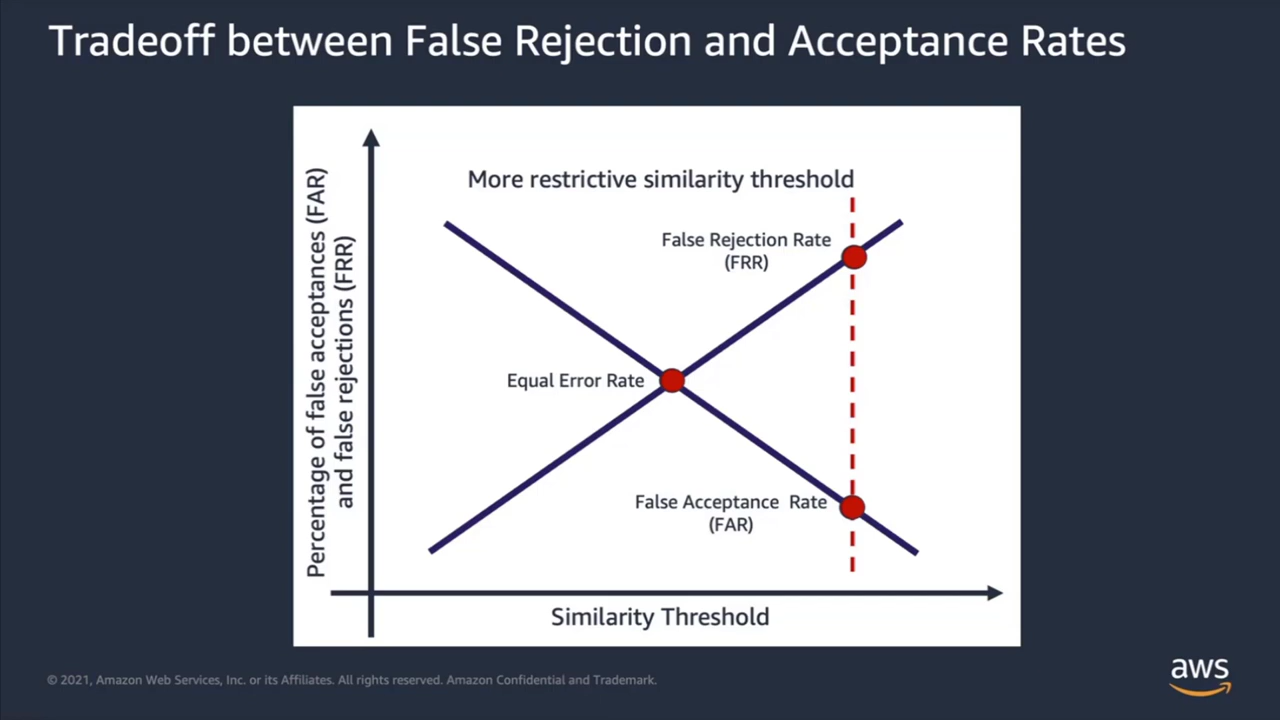 Tradeoff between False Rejection and Acceptance Rates
Percentage of false acceptances (FAR)
and false rejections (FRR)
More restrictive similarity threshold
False Rejection Rate
(FRR)
Equal Error Rate
False Acceptance Rate
(FAR)
Similarity Threshold
© 2021, Amazon Web Services, Inc. or its Affiliates. All rights reserved. Amazon Confidential and Trademark.
aws